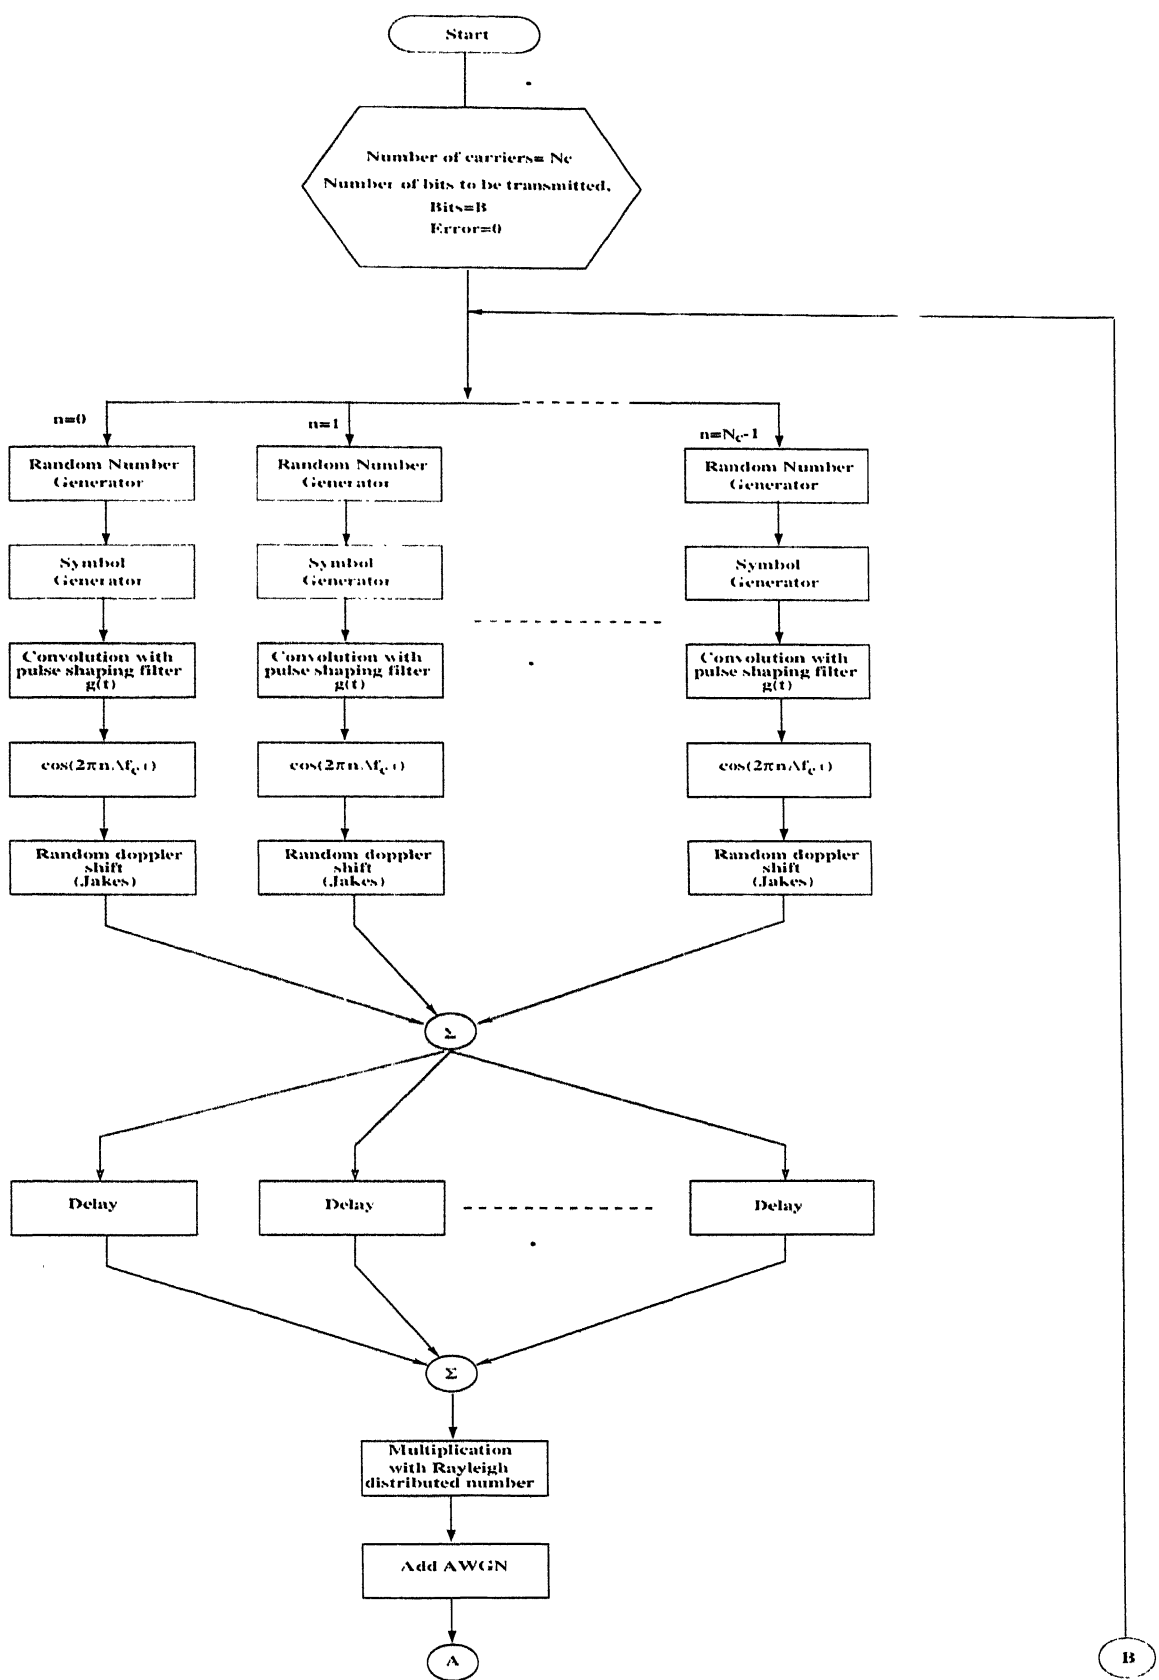 Start
Number of carriers= Nc
Number of bits to be transmitted,
Bits=B
Error=0
n=0
n=1
n=Nc-1
Random Number
Generator
Random Number
Generator
Random Number
Generator
Symbol
Generator
Symbol
Generator
Symbol
Generator
Convolution with
pulse shaping filter
g(t)
Convolution with
pulse shaping filter
g(t)
Convolution with
pulse shaping filter
g(t)
cos(2πnΔfct)
cos(2πnΔfct)
cos(2πnΔfct)
Random doppler
shift
(Jakes)
Random doppler
shift
(Jakes)
Random doppler
shift
(Jakes)
Σ
Delay
Delay
Delay
Σ
Multiplication
with Rayleigh
distributed number
Add AWGN
A
B